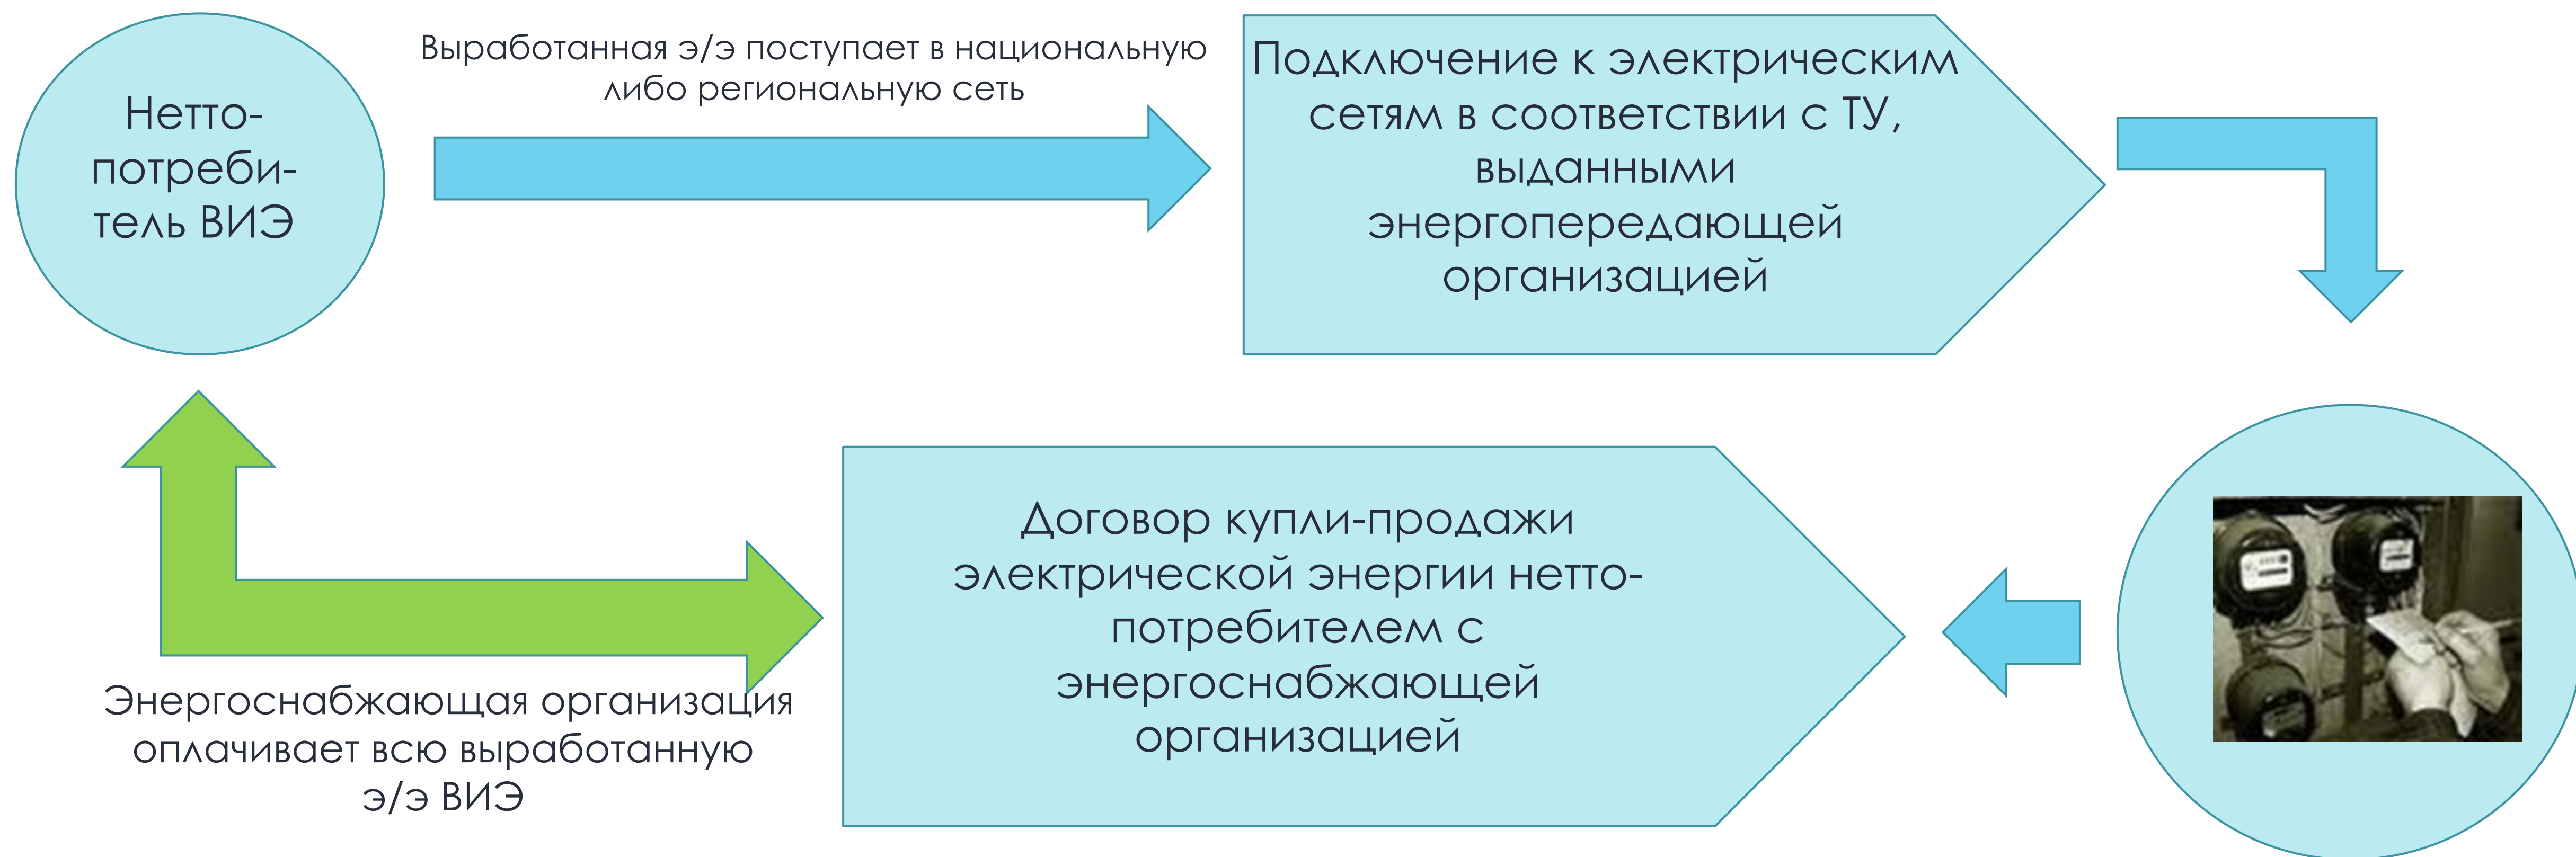 Нетто-
потреби-
тель ВИЭ
Выработанная э/э поступает в национальную
либо региональную сеть
Подключение к электрическим
сетям в соответствии с ТУ,
выданными
энергопередающей
организацией
Договор купли-продажи
электрической энергии нетто-
потребителем с
энергоснабжающей
организацией
Энергоснабжающая организация
оплачивает всю выработанную
э/э ВИЭ